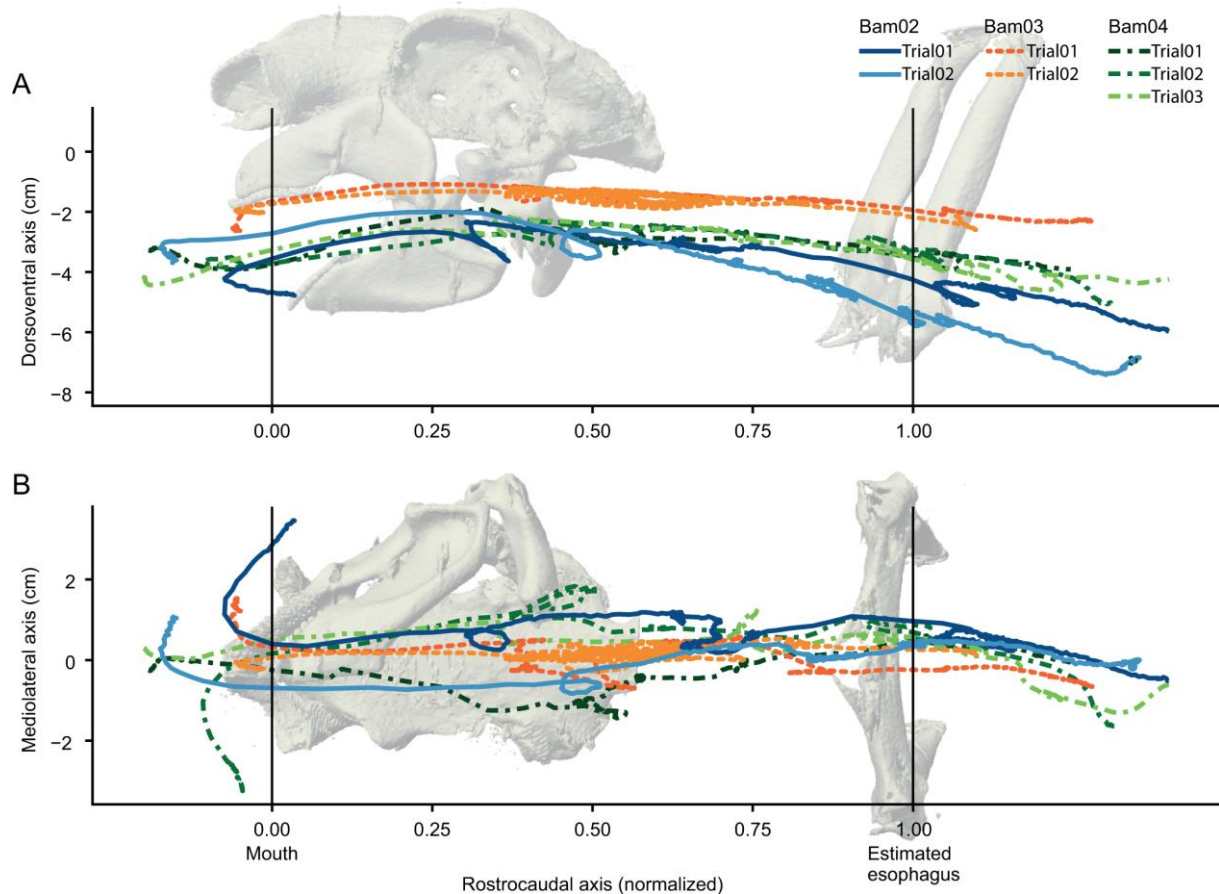 Bam02 Bam03 Bam04
Trial01 Trial01 Trial01
Trial02 Trial02 Trial02
Trial03
A
Dorsoventral axis (cm)
0
−2
−4
−6
−8
0.00 0.25 0.50 0.75 1.00
B
Mediolateral axis (cm)
2
0
−2
0.00 0.25 0.50 0.75 1.00
Mouth Estimated
esophagus
Rostrocaudal axis (normalized)